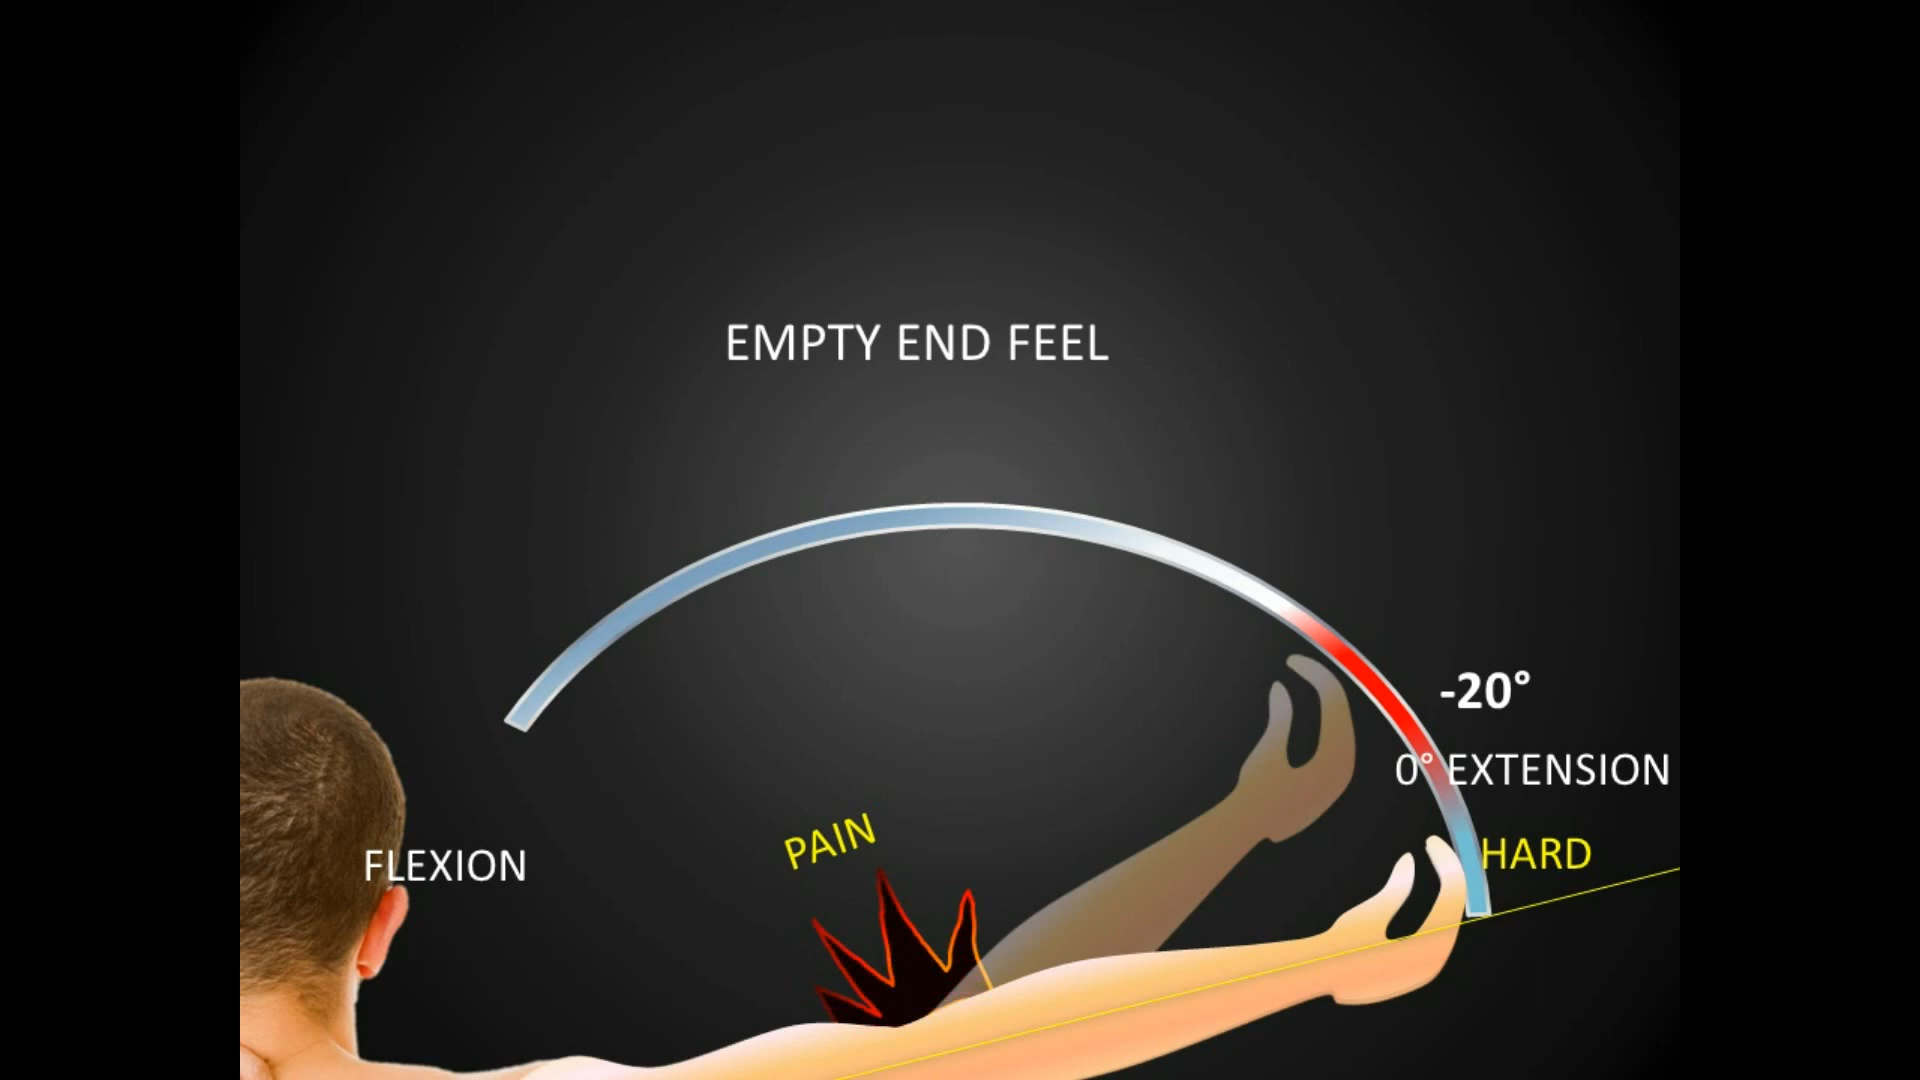 EMPTY END FEEL
-20°
0° EXTENSION
PAIN
HARD
FLEXION